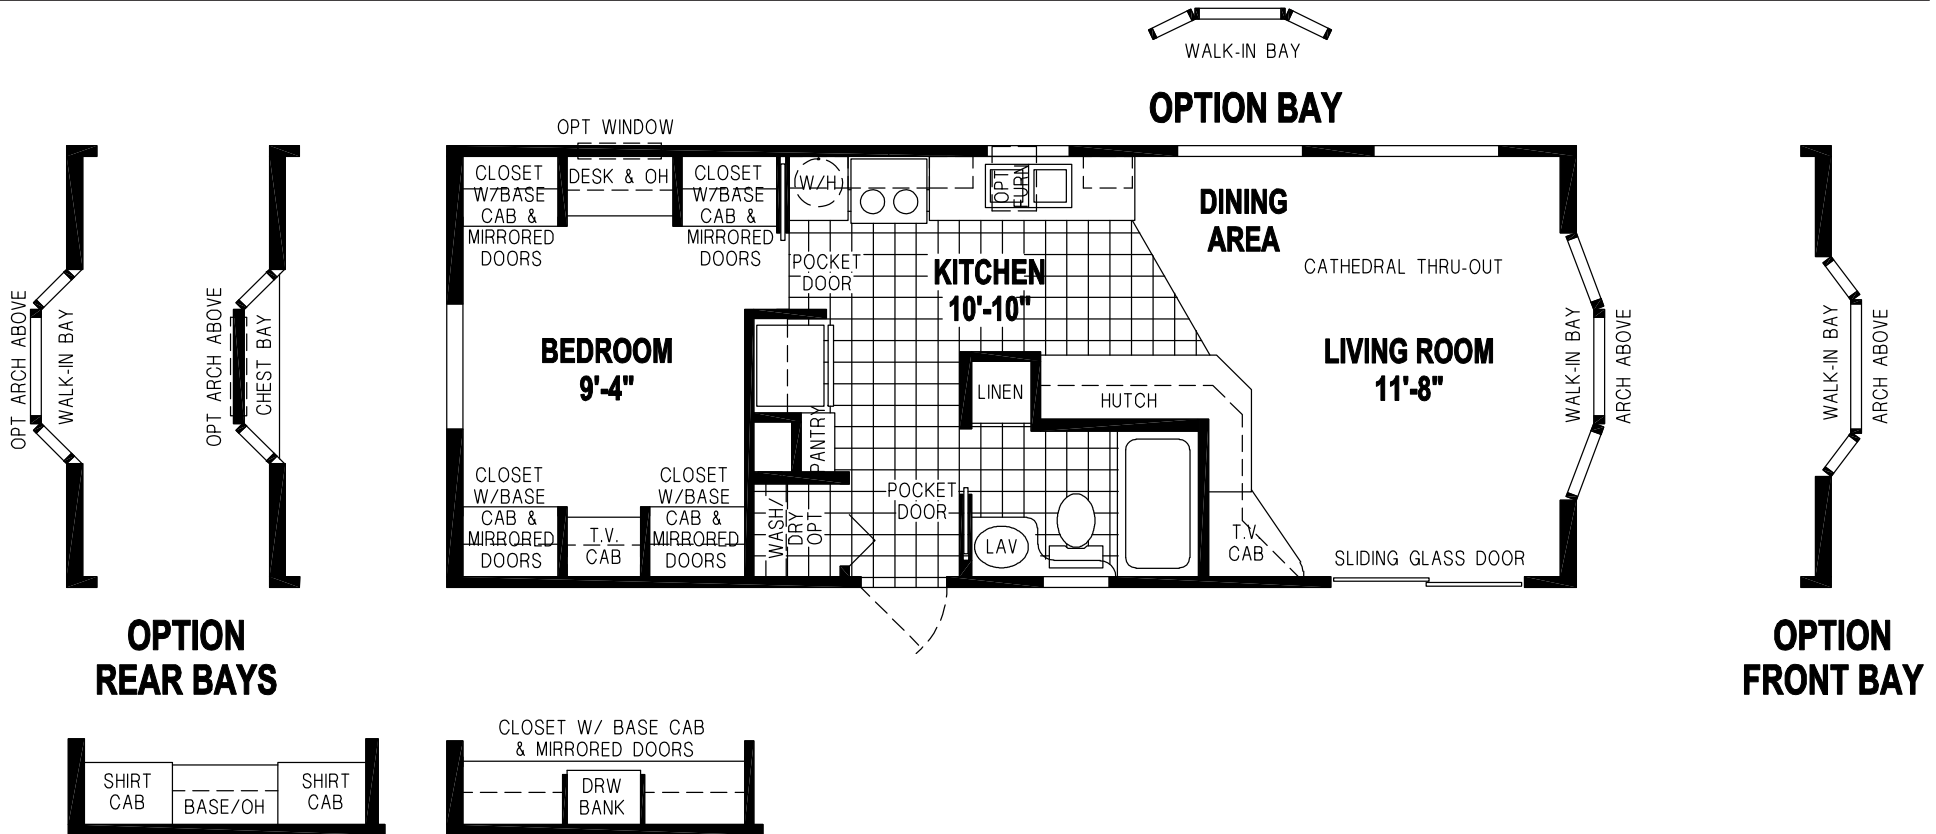 WALK-IN BAY
OPTION BAY
OPT WINDOW
CLOSET
W/BASE
CAB &
MIRRORED
DOORS
DESK & OH
CLOSET
W/BASE
CAB &
MIRRORED
DOORS
W/H
OPT
FURN
DINING
AREA
POCKET
DOOR
KITCHEN
10'-10"
CATHEDRAL THRU-OUT
OPT ARCH ABOVE
WALK-IN BAY
OPT ARCH ABOVE
CHEST BAY
BEDROOM
9'-4"
LIVING ROOM
11'-8"
WALK-IN BAY
ARCH ABOVE
WALK-IN BAY
ARCH ABOVE
LINEN
HUTCH
PANTRY
CLOSET
W/BASE
CAB &
MIRRORED
DOORS
T.V.
CAB
CLOSET
W/BASE
CAB &
MIRRORED
DOORS
WASH/
DRY
OPT
POCKET
DOOR
LAV
T.V.
CAB
SLIDING GLASS DOOR
OPTION
REAR BAYS
OPTION
FRONT BAY
SHIRT
CAB
BASE/OH
SHIRT
CAB
CLOSET W/ BASE CAB
& MIRRORED DOORS
DRW
BANK